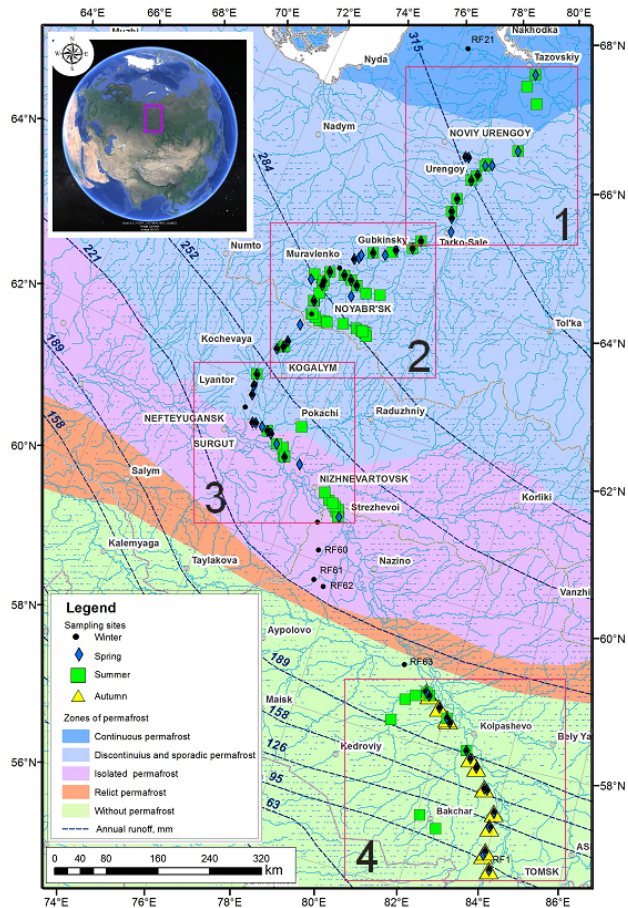 64°E 66°E 68°E 70°E 72°E 74°E 76°E 78°E 80°E
Nakhodka
RF21
68°N
Nyda
315
Tazovskiy
64°N
Nadym
NOVIY URENGOY
Urengoy
66°N
284
1
Numto
Gubkinsky
Tarko-Sale
252
Muravlenko
221
62°N
NOYABR'SK
Tol'ka
Kochevaya
2
64°N
189
KOGALYM
252
Lyantor
Raduzhniy
158
NEFTEYUGANSK
Pokachi
60°N
SURGUT
Salym
NIZHNEVARTOVSK
62°N
3
Korliki
Strezhevoi
Kalemyaga
RF60
Taylakova
Nazino
RF61
Vanzhi
58°N
RF62
Legend
Sampling sites
Winter
Spring
Summer
Autumn
Zones of permafrost
Continuous permafrost
Discontinuius and sporadic permafrost
Isolated permafrost
Relict permafrost
Without permafrost
Annual runoff, mm
Aypolovo
60°N
189
RF63
Maisk
158
Kolpashevo
Bely Ya
126
Kedroviy
56°N
95
58°N
63
Bakchar
AS
4
RF1
TOMSK
0 40 80 160 240 320
km
74°E 76°E 78°E 80°E 82°E 84°E 86°E